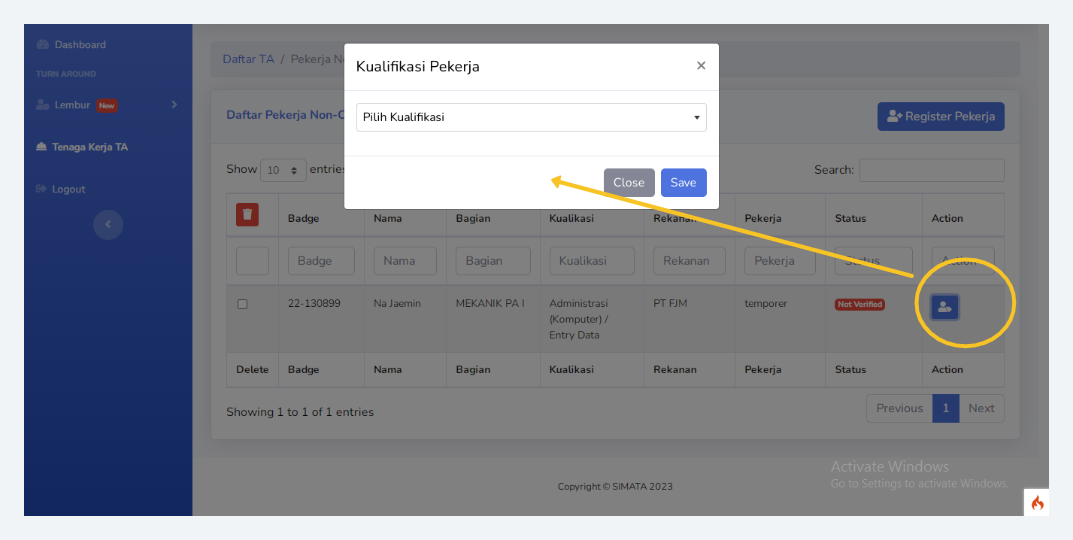 Dashboard
TURN AROUND
Lembur New
Tenaga Kerja TA
Logout
Daftar TA / Pekerja N
Kualifikasi Pekerja ×
Pilih Kualifikasi
Close Save
Daftar Pekerja Non-O
Register Pekerja
Show 10 entries
Search:
Badge Nama Bagian Kualikasi Rekanan Pekerja Status Action
Badge Nama Bagian Kualikasi Rekanan Pekerja Status Action
22-130899 Na Jaemin MEKANIK PA I Administrasi PT FJM temporer Not Verified
(Komputer) /
Entry Data
Delete Badge Nama Bagian Kualikasi Rekanan Pekerja Status Action
Showing 1 to 1 of 1 entries
Previous 1 Next
Copyright © SIMATA 2023
Activate Windows
Go to Settings to activate Windows.